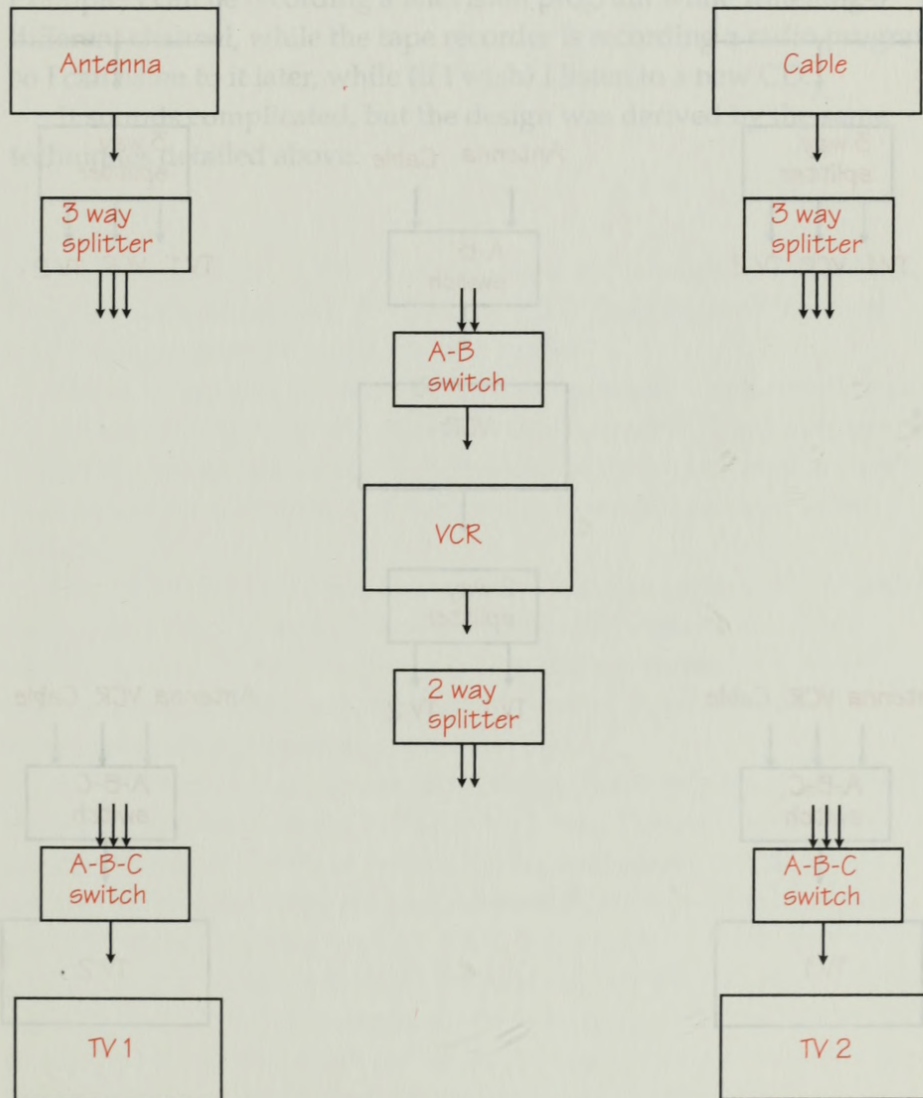 Antenna
Cable
3 way
splitter
3 way
splitter
A-B
switch
VCR
2 way
splitter
A-B-C
switch
A-B-C
switch
TV 1
TV 2